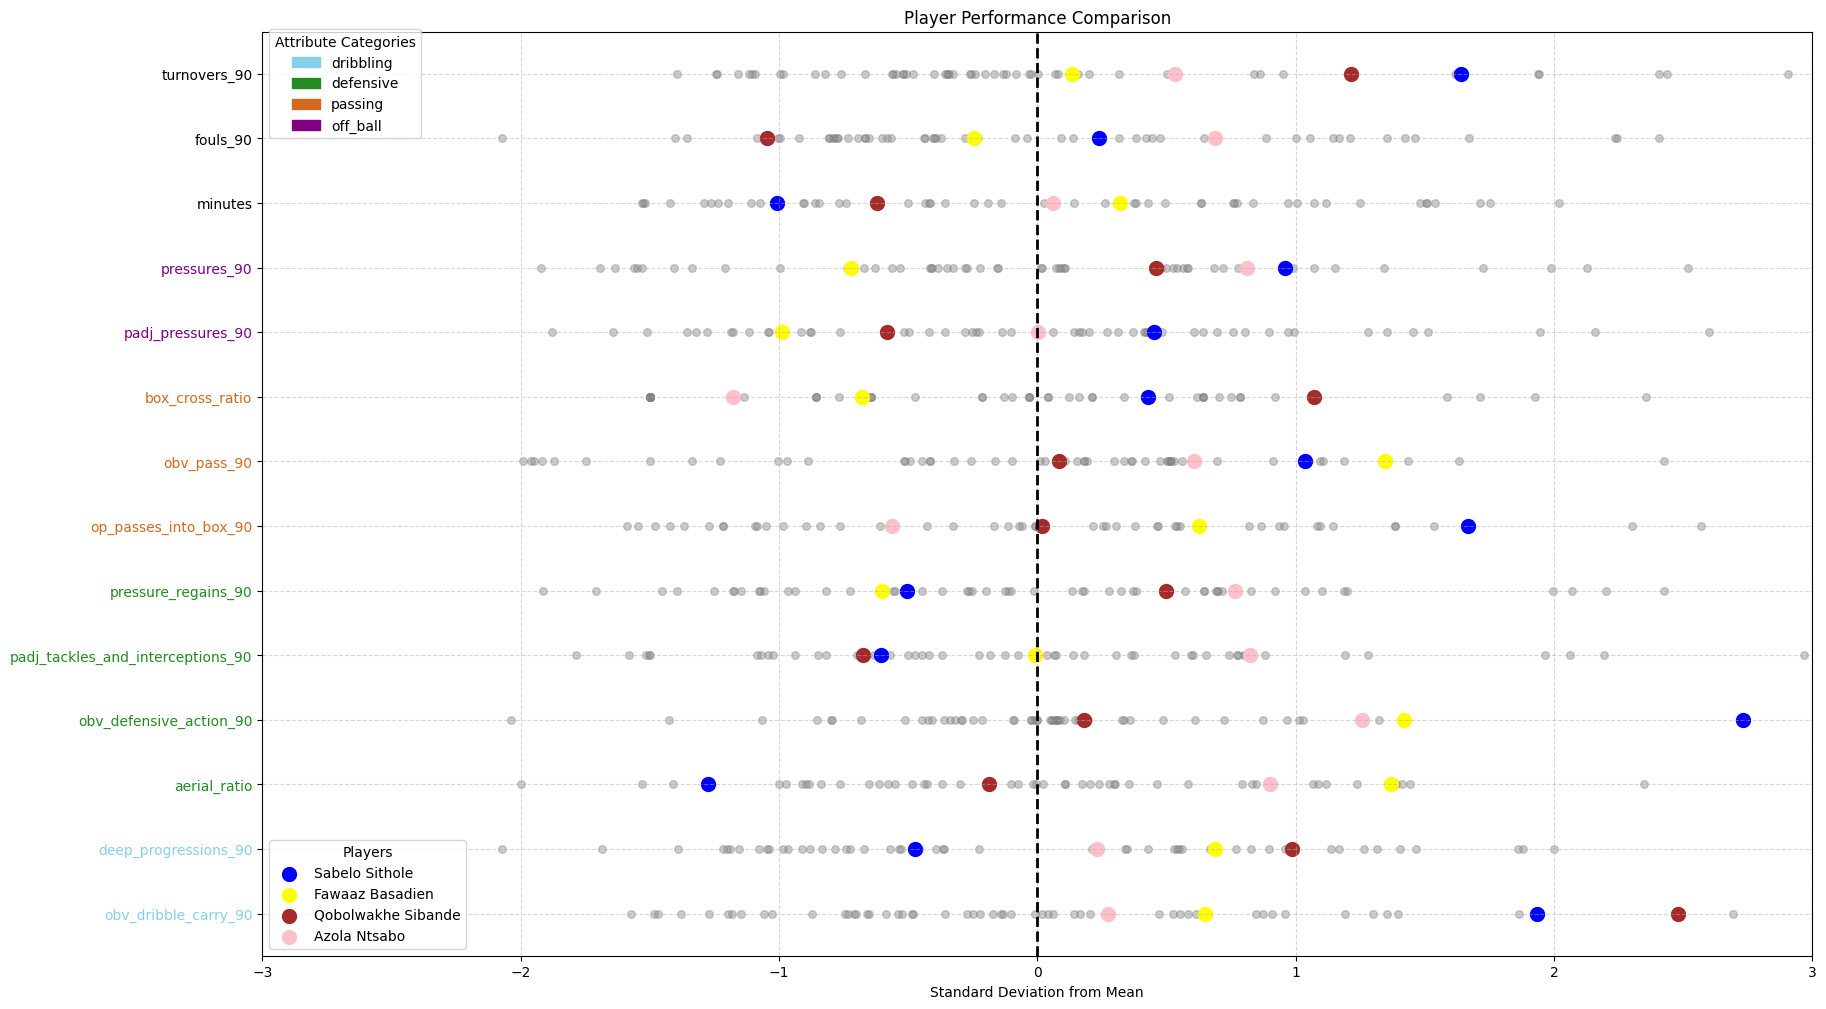 Player Performance Comparison
Attribute Categories
dribbling
defensive
passing
off_ball
turnovers_90
fouls_90
minutes
pressures_90
padj_pressures_90
box_cross_ratio
obv_pass_90
op_passes_into_box_90
pressure_regains_90
padj_tackles_and_interceptions_90
obv_defensive_action_90
aerial_ratio
deep_progressions_90
obv_dribble_carry_90
Players
Sabelo Sithole
Fawaaz Basadien
Qobolwakhe Sibande
Azola Ntsabo
−3 −2 −1 0 1 2 3
Standard Deviation from Mean